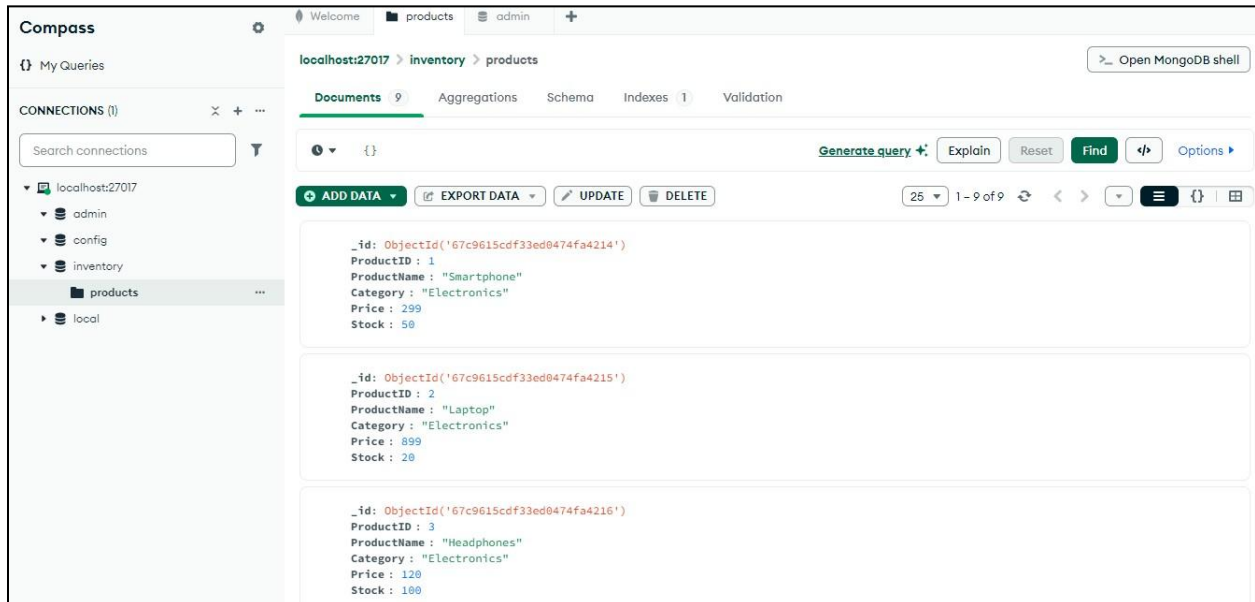 Compass
{} My Queries
CONNECTIONS (1)
Search connections
localhost:27017
admin
config
inventory
products
local
Welcome
products
admin
localhost:27017 > inventory > products
>_ Open MongoDB shell
Documents 9 Aggregations Schema Indexes 1 Validation
{}
Generate query Explain Reset Find </> Options
ADD DATA EXPORT DATA UPDATE DELETE
25 1 – 9 of 9 {}
_id: ObjectId('67c9615cdf33ed0474fa4214')
ProductID : 1
ProductName : "Smartphone"
Category : "Electronics"
Price : 299
Stock : 50
_id: ObjectId('67c9615cdf33ed0474fa4215')
ProductID : 2
ProductName : "Laptop"
Category : "Electronics"
Price : 899
Stock : 20
_id: ObjectId('67c9615cdf33ed0474fa4216')
ProductID : 3
ProductName : "Headphones"
Category : "Electronics"
Price : 120
Stock : 100